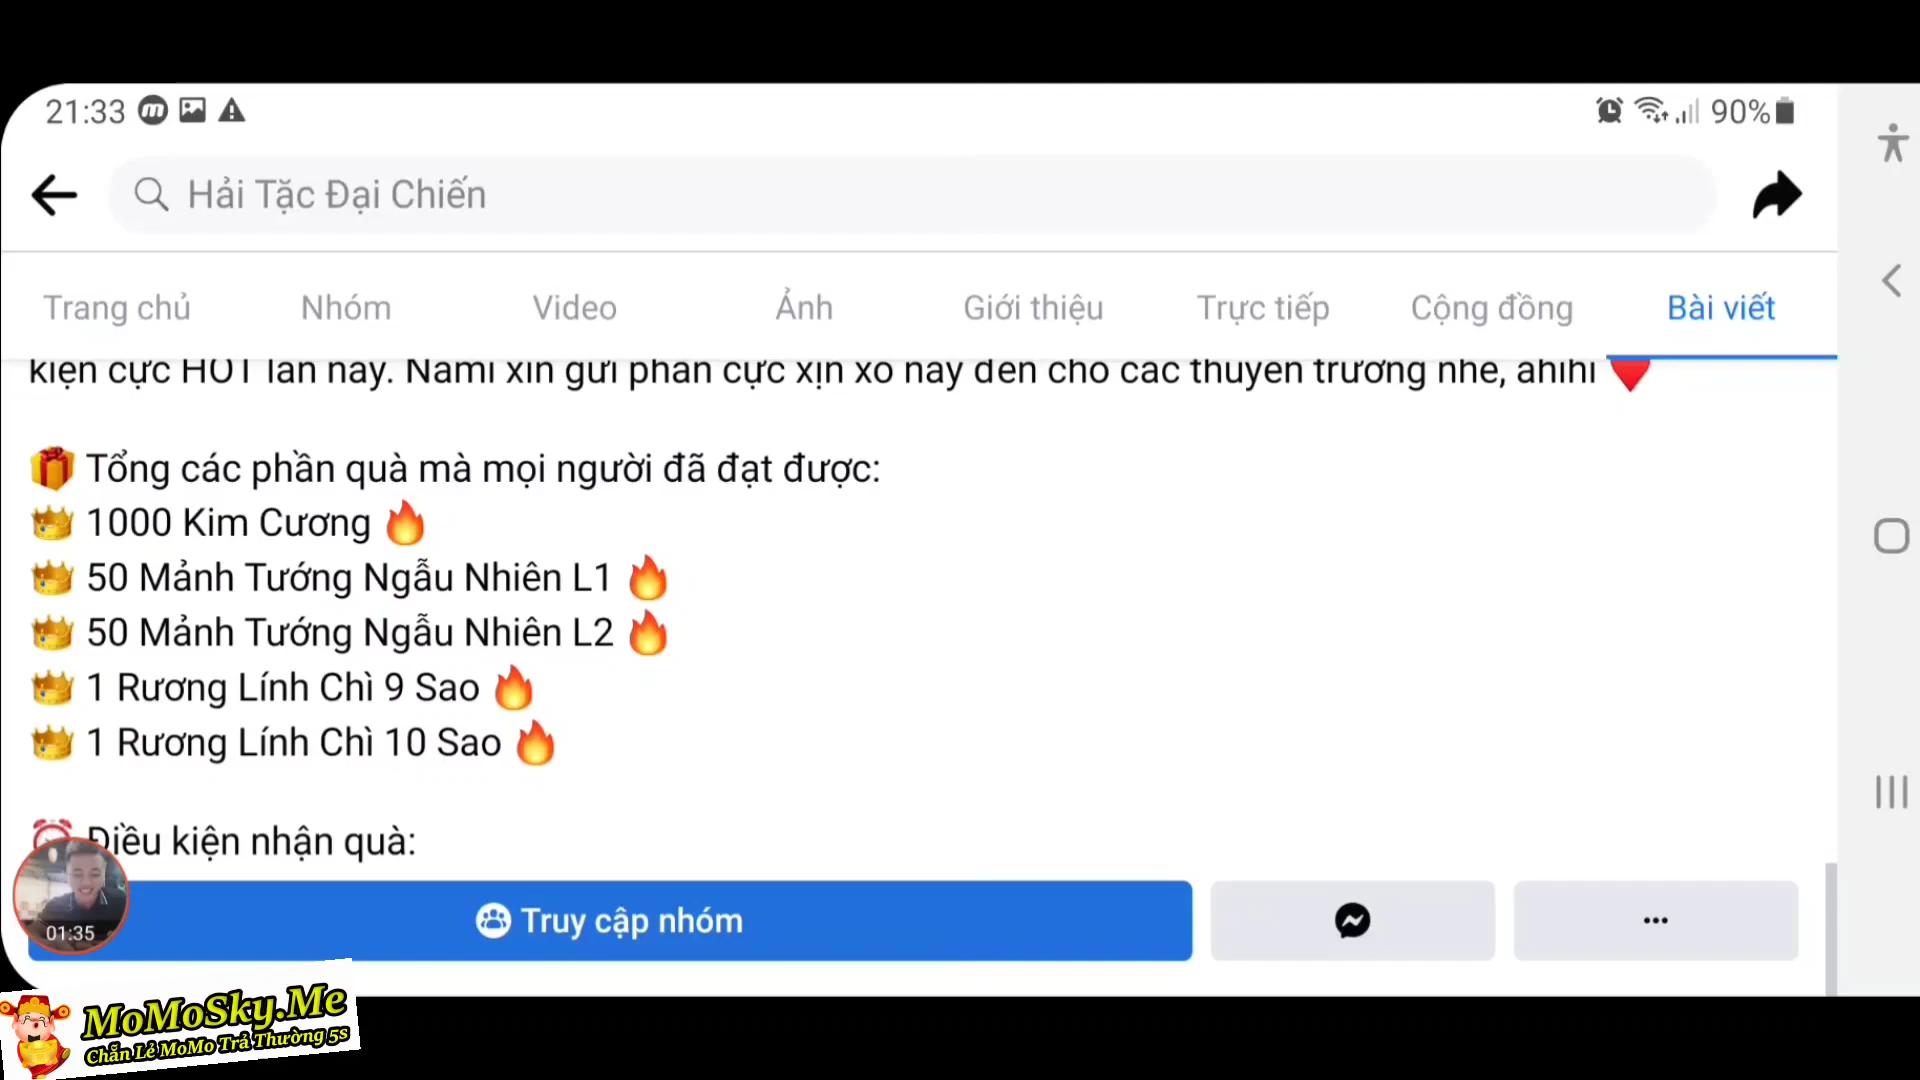 21:33
90%
Hải Tặc Đại Chiến
Trang chủ Nhóm Video Ảnh Giới thiệu Trực tiếp Cộng đồng Bài viết
kiện cực HOT lần này. Nami xin gửi phần cực xịn xò này đến cho các thuyền trưởng nhé, ahihi ❤️
🎁 Tổng các phần quà mà mọi người đã đạt được:
👑 1000 Kim Cương 🔥
👑 50 Mảnh Tướng Ngẫu Nhiên L1 🔥
👑 50 Mảnh Tướng Ngẫu Nhiên L2 🔥
👑 1 Rương Lính Chì 9 Sao 🔥
👑 1 Rương Lính Chì 10 Sao 🔥
⏰ Điều kiện nhận quà:
01:35
Truy cập nhóm
MoMoSky.Me
Chẵn Lẻ MoMo Trả Thường 5s